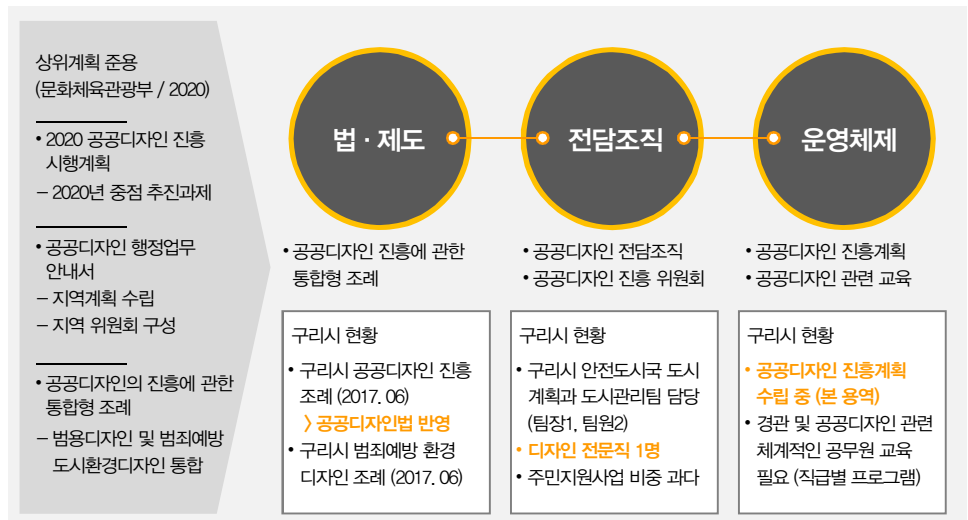 상위계획 준용
(문화체육관광부 / 2020)
• 2020 공공디자인 진흥
시행계획
– 2020년 중점 추진과제
• 공공디자인 행정업무
안내서
– 지역계획 수립
– 지역 위원회 구성
• 공공디자인의 진흥에 관한
통합형 조례
– 범용디자인 및 범죄예방
도시환경디자인 통합
법 · 제도
• 공공디자인 진흥에 관한
통합형 조례
구리시 현황
• 구리시 공공디자인 진흥
조례 (2017. 06)
〉공공디자인법 반영
• 구리시 범죄예방 환경
디자인 조례 (2017. 06)
전담조직
• 공공디자인 전담조직
• 공공디자인 진흥 위원회
구리시 현황
• 구리시 안전도시국 도시
계획과 도시관리팀 담당
(팀장1, 팀원2)
• 디자인 전문직 1명
• 주민지원사업 비중 과다
운영체제
• 공공디자인 진흥계획
• 공공디자인 관련 교육
구리시 현황
• 공공디자인 진흥계획
수립 중 (본 용역)
• 경관 및 공공디자인 관련
체계적인 공무원 교육
필요 (직급별 프로그램)